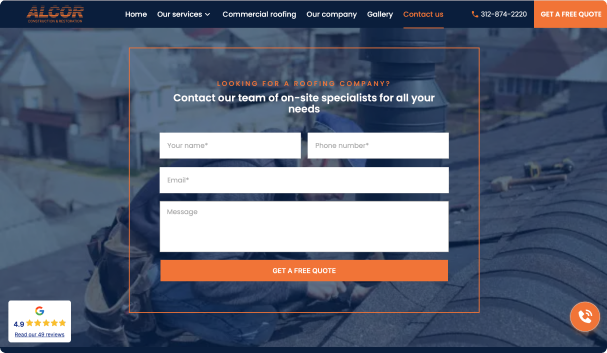 ALCOR
CONSTRUCTION & RESTORATION
Home Our services Commercial roofing Our company Gallery Contact us 312-874-2220 GET A FREE QUOTE
LOOKING FOR A ROOFING COMPANY?
Contact our team of on-site specialists for all your
needs
Your name* Phone number*
Email*
Message
GET A FREE QUOTE
G
4.9
Read our 49 reviews